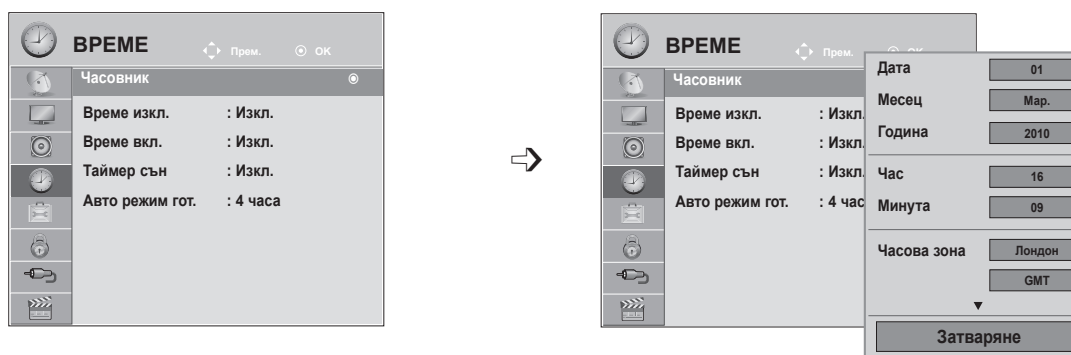 ВРЕМЕ
Прем. OK
Часовник
Време изкл. : Изкл.
Време вкл. : Изкл.
Таймер сън : Изкл.
Авто режим гот. : 4 часа
ВРЕМЕ
Прем. OK
Часовник
Време изкл. : Изкл.
Време вкл. : Изкл.
Таймер сън : Изкл.
Авто режим гот. : 4 час
Дата 01
Месец Мар.
Година 2010
Час 16
Минута 09
Часова зона Лондон
GMT
Затваряне